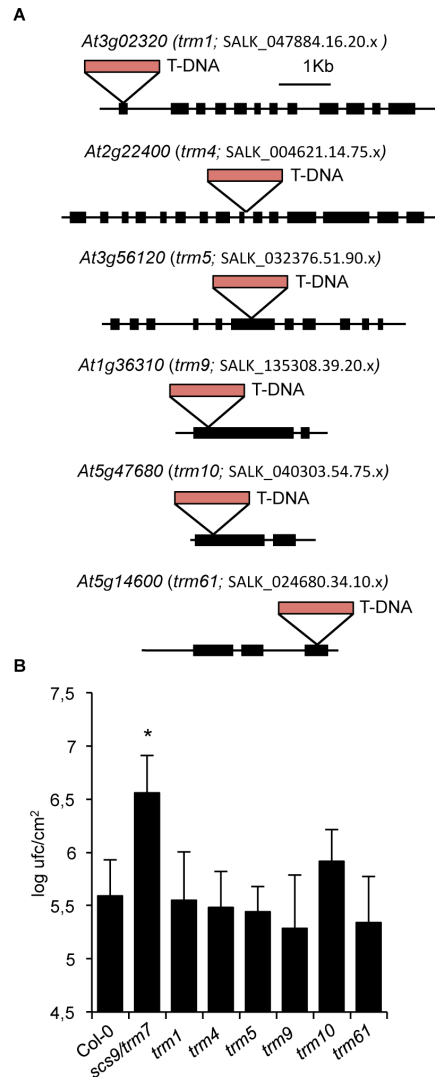 A
At3g02320 (trm1; SALK_047884.16.20.x )
T-DNA
1Kb
At2g22400 (trm4; SALK_004621.14.75.x)
T-DNA
At3g56120 (trm5; SALK_032376.51.90.x)
T-DNA
At1g36310 (trm9; SALK_135308.39.20.x)
T-DNA
At5g47680 (trm10; SALK_040303.54.75.x)
T-DNA
At5g14600 (trm61; SALK_024680.34.10.x)
T-DNA
B
log ufc/cm²
7,5
7
6,5
6
5,5
5
4,5
*
Col-0
scs9/trm7
trm1
trm4
trm5
trm9
trm10
trm61